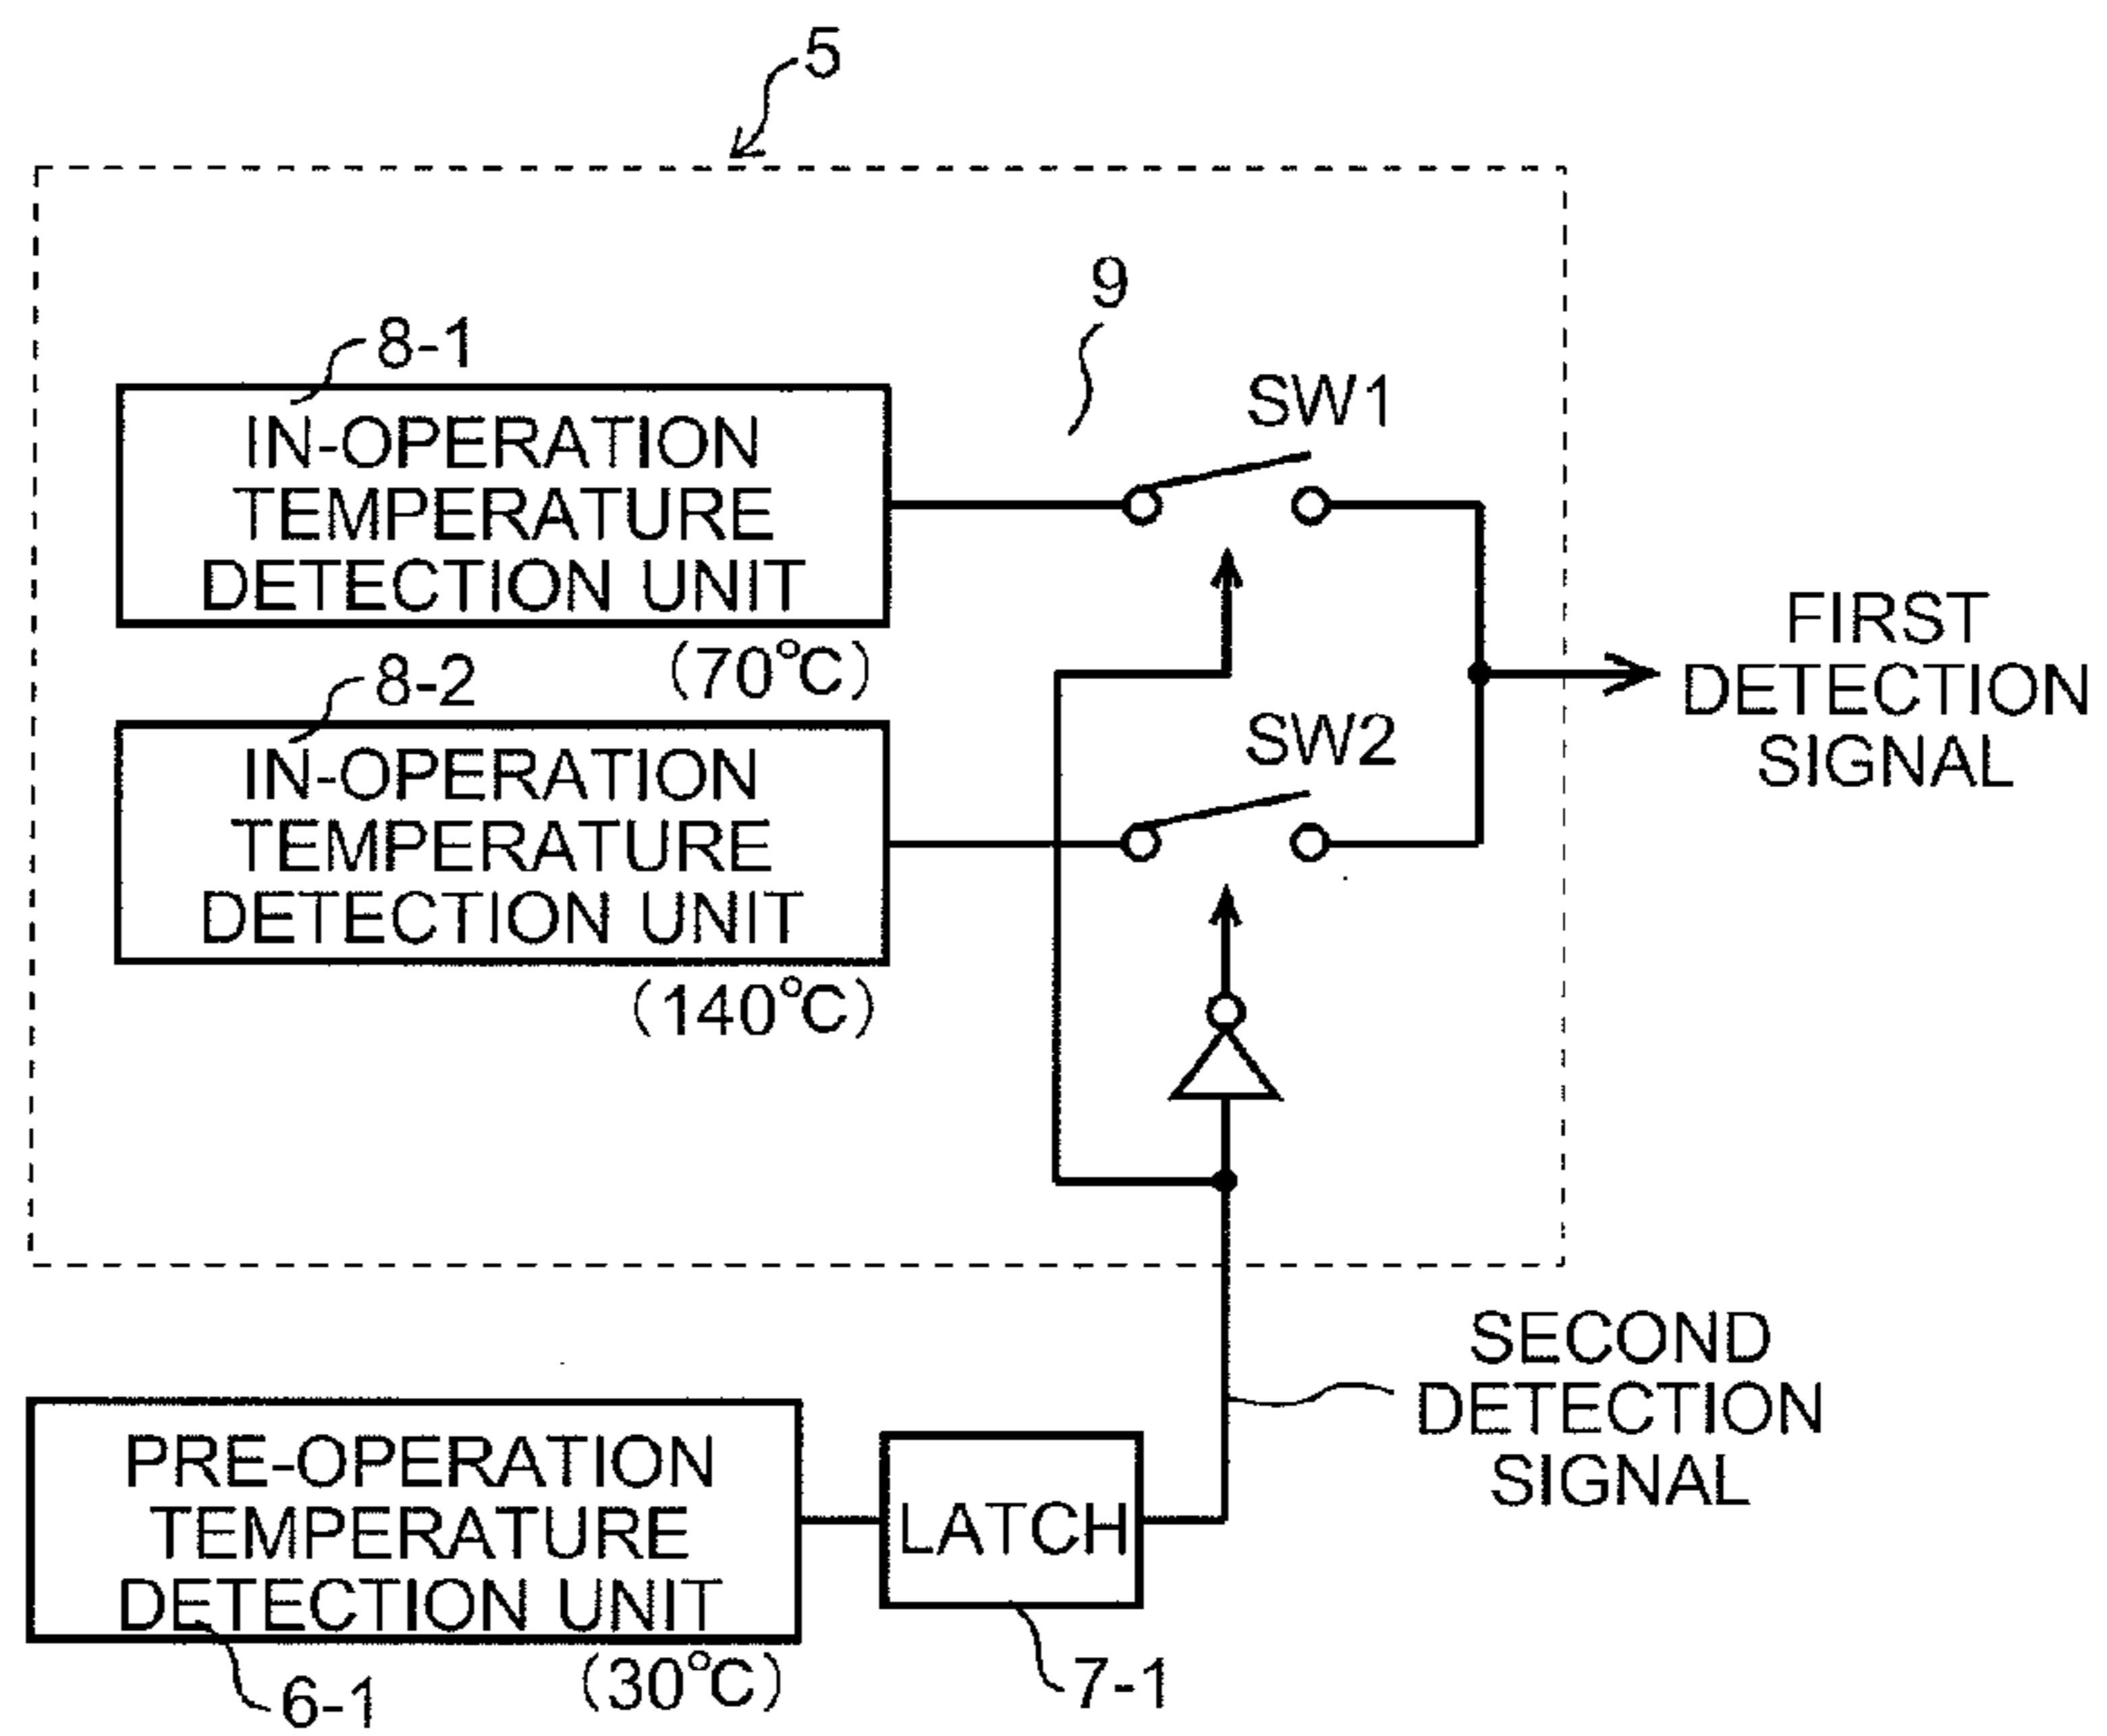 5
9
8-1
IN-OPERATION
TEMPERATURE
DETECTION UNIT
(70°C)
SW1
8-2
IN-OPERATION
TEMPERATURE
DETECTION UNIT
(140°C)
SW2
FIRST
DETECTION
SIGNAL
SECOND
DETECTION
SIGNAL
PRE-OPERATION
TEMPERATURE
DETECTION UNIT
(30°C)
6-1
LATCH
7-1